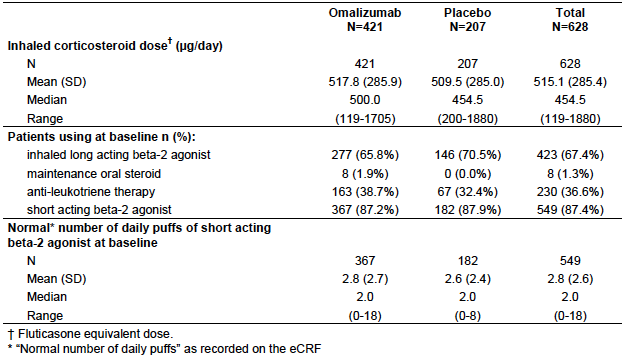 Omalizumab Placebo Total
N=421 N=207 N=628
Inhaled corticosteroid dose† (µg/day)
N 421 207 628
Mean (SD) 517.8 (285.9) 509.5 (285.0) 515.1 (285.4)
Median 500.0 454.5 454.5
Range (119-1705) (200-1880) (119-1880)
Patients using at baseline n (%):
inhaled long acting beta-2 agonist 277 (65.8%) 146 (70.5%) 423 (67.4%)
maintenance oral steroid 8 (1.9%) 0 (0.0%) 8 (1.3%)
anti-leukotriene therapy 163 (38.7%) 67 (32.4%) 230 (36.6%)
short acting beta-2 agonist 367 (87.2%) 182 (87.9%) 549 (87.4%)
Normal* number of daily puffs of short acting
beta-2 agonist at baseline
N 367 182 549
Mean (SD) 2.8 (2.7) 2.6 (2.4) 2.8 (2.6)
Median 2.0 2.0 2.0
Range (0-18) (0-8) (0-18)
† Fluticasone equivalent dose.
* “Normal number of daily puffs” as recorded on the eCRF